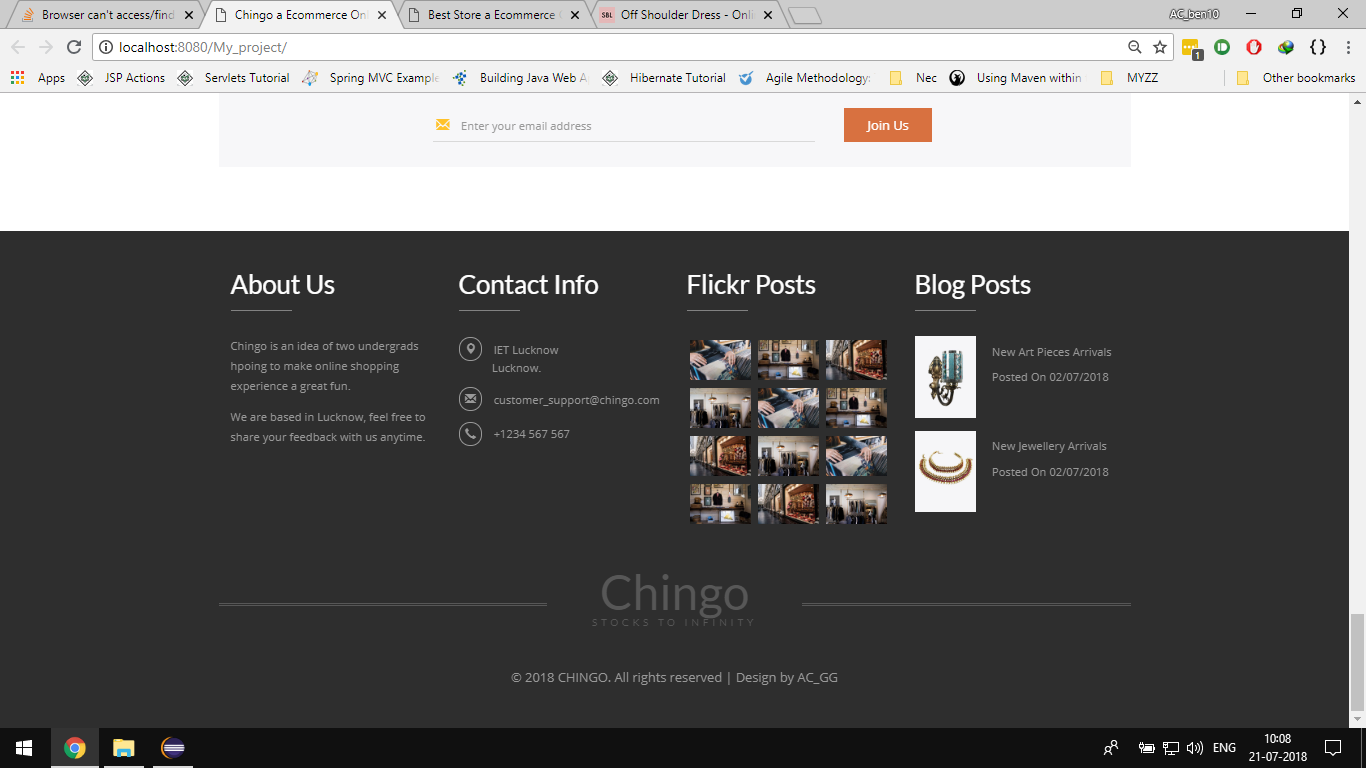 Browser can't access/find
Chingo a Ecommerce Onl
Best Store a Ecommerce
Off Shoulder Dress - Onli
AC_ben10
localhost:8080/My_project/
1
Apps
JSP Actions
Servlets Tutorial
Spring MVC Example
Building Java Web A
Hibernate Tutorial
Agile Methodology:
Nec
Using Maven within
MYZZ
Other bookmarks
SBL
Enter your email address
Join Us
About Us
Chingo is an idea of two undergrads
hpoing to make online shopping
experience a great fun.
We are based in Lucknow, feel free to
share your feedback with us anytime.
Contact Info
IET Lucknow
Lucknow.
customer_support@chingo.com
+1234 567 567
Flickr Posts
Blog Posts
New Art Pieces Arrivals
Posted On 02/07/2018
New Jewellery Arrivals
Posted On 02/07/2018
Chingo
STOCKS TO INFINITY
© 2018 CHINGO. All rights reserved | Design by AC_GG
ENG
10:08
21-07-2018